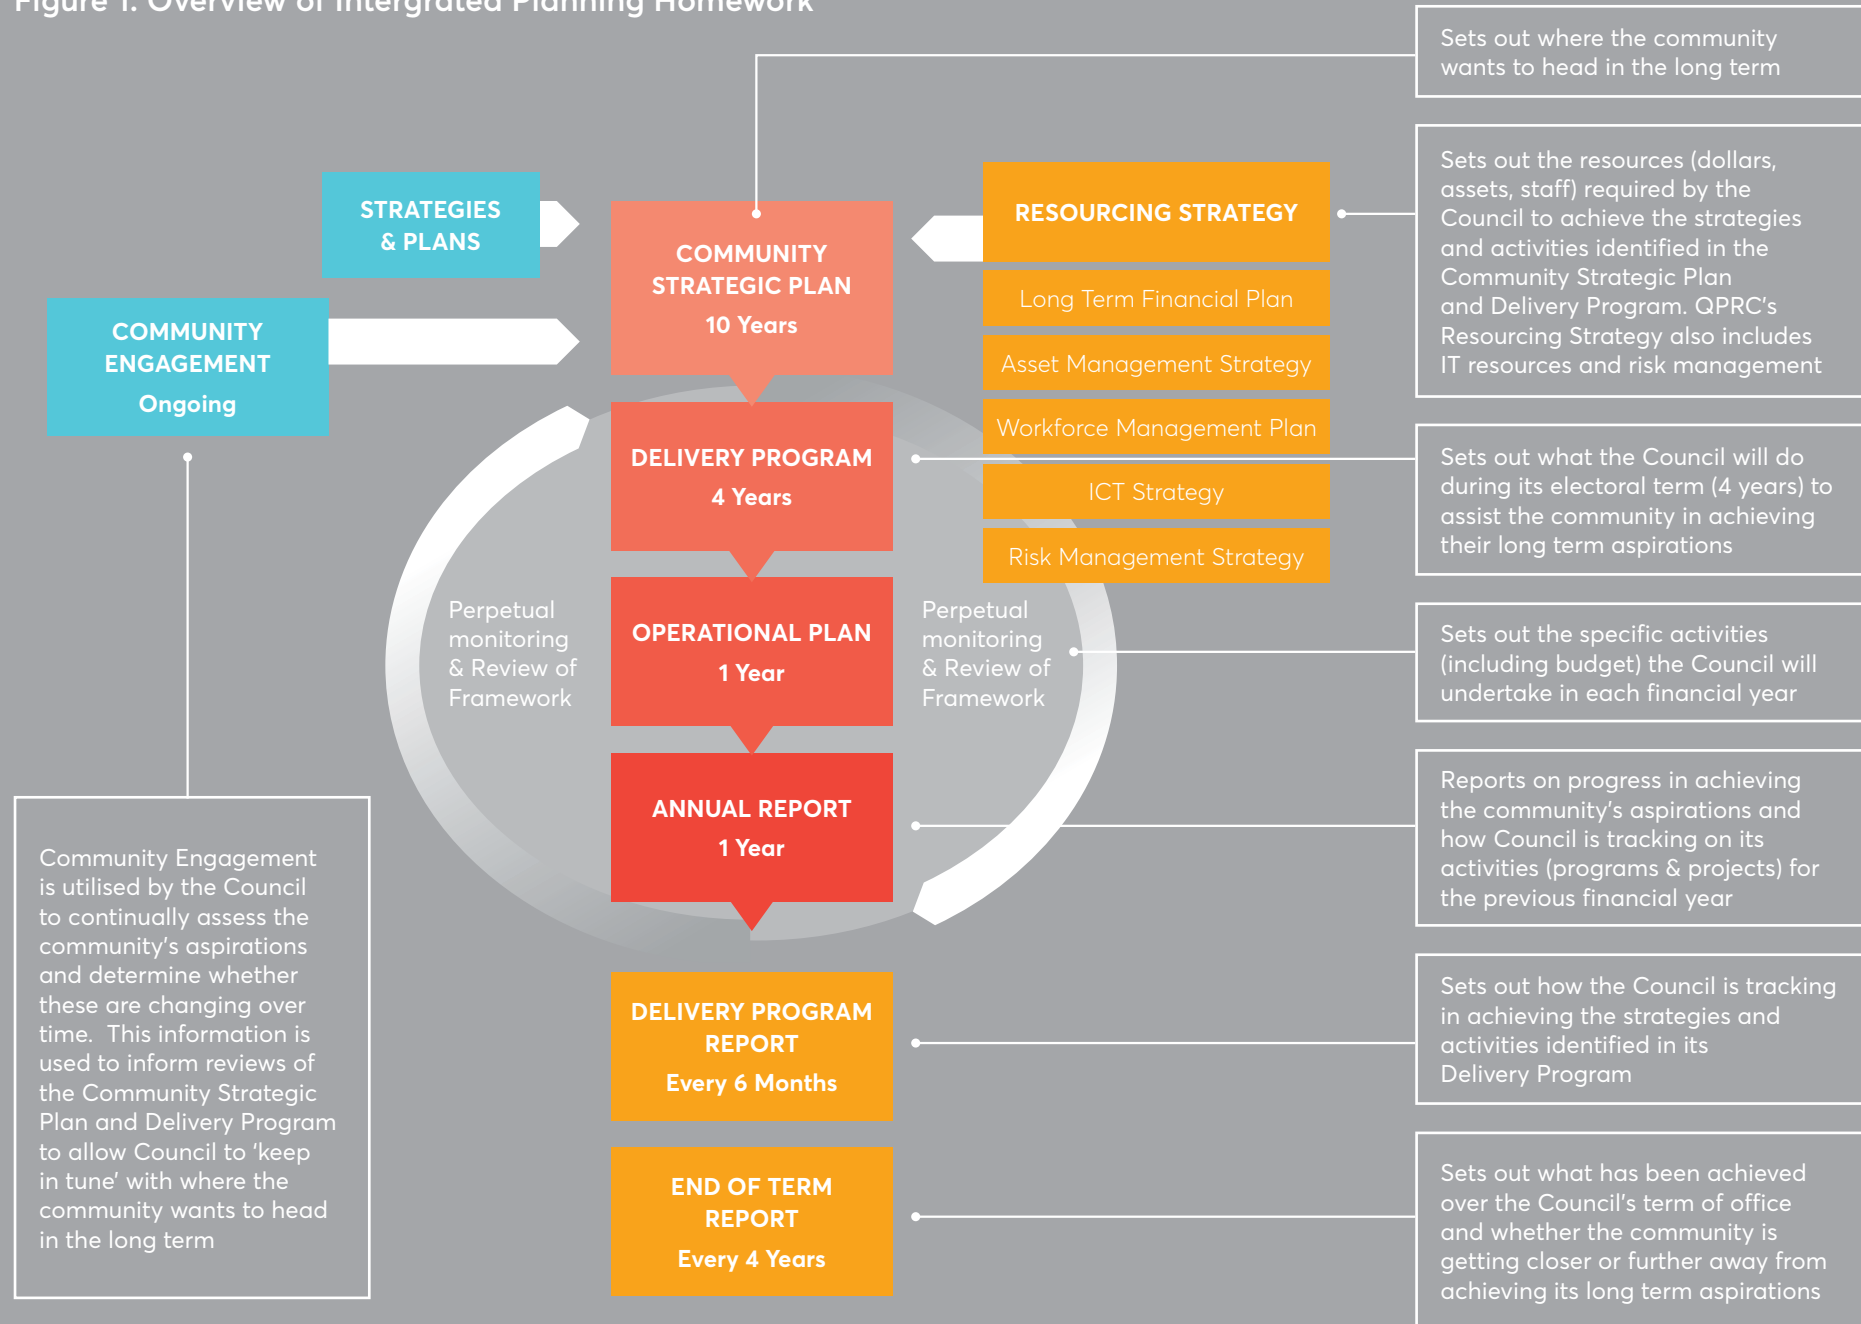 Figure 1. Overview of Intergrated Planning Homework
STRATEGIES
& PLANS
COMMUNITY
ENGAGEMENT
Ongoing
Community Engagement
is utilised by the Council
to continually assess the
community's aspirations
and determine whether
these are changing over
time.  This information is
used to inform reviews of
the Community Strategic
Plan and Delivery Program
to allow Council to ‘keep
in tune’ with where the
community wants to head
in the long term
COMMUNITY
STRATEGIC PLAN
10 Years
DELIVERY PROGRAM
4 Years
OPERATIONAL PLAN
1 Year
ANNUAL REPORT
1 Year
DELIVERY PROGRAM
REPORT
Every 6 Months
END OF TERM
REPORT
Every 4 Years
Perpetual
monitoring
& Review of
Framework
Perpetual
monitoring
& Review of
Framework
RESOURCING STRATEGY
Long Term Financial Plan
Asset Management Strategy
Workforce Management Plan
ICT Strategy
Risk Management Strategy
Sets out where the community
wants to head in the long term
Sets out the resources (dollars,
assets, staff) required by the
Council to achieve the strategies
and activities identified in the
Community Strategic Plan
and Delivery Program. QPRC's
Resourcing Strategy also includes
IT resources and risk management
Sets out what the Council will do
during its electoral term (4 years) to
assist the community in achieving
their long term aspirations
Sets out the specific activities
(including budget) the Council will
undertake in each financial year
Reports on progress in achieving
the community's aspirations and
how Council is tracking on its
activities (programs & projects) for
the previous financial year
Sets out how the Council is tracking
in achieving the strategies and
activities identified in its
Delivery Program
Sets out what has been achieved
over the Council's term of office
and whether the community is
getting closer or further away from
achieving its long term aspirations